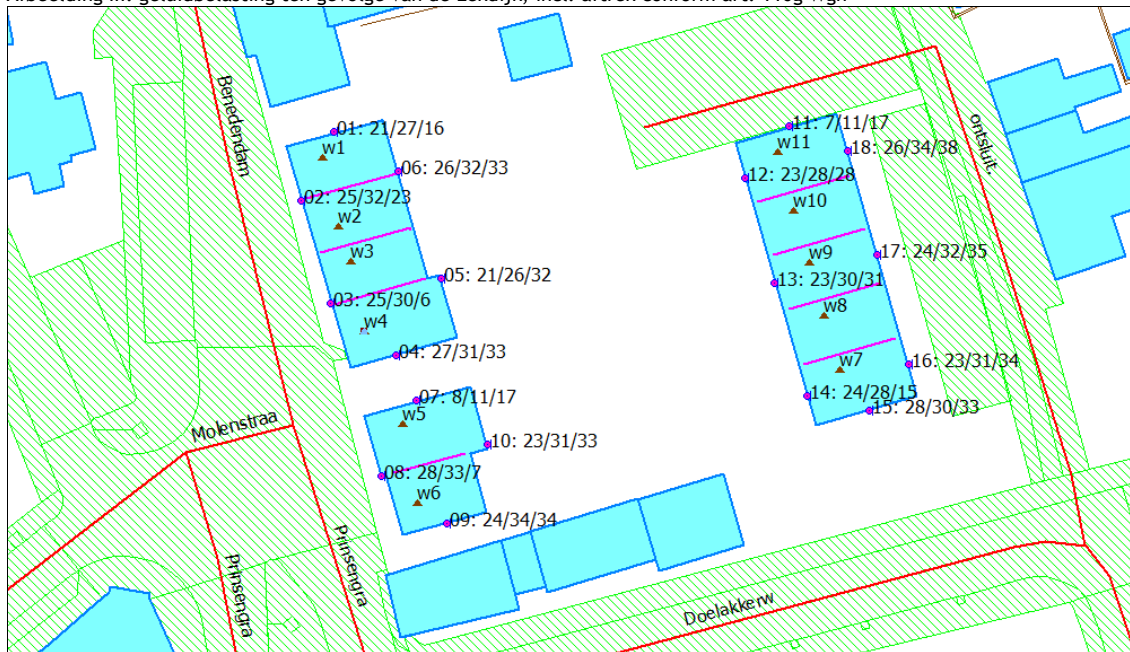 Benedendam
01: 21/27/16
w1
06: 26/32/33
02: 25/32/23
w2
w3
05: 21/26/32
03: 25/30/6
w4
04: 27/31/33
07: 8/11/17
w5
10: 23/31/33
08: 28/33/7
w6
09: 24/34/34
11: 7/11/17
w11
18: 26/34/38
12: 23/28/28
w10
w9
17: 24/32/35
13: 23/30/31
w8
w7
16: 23/31/34
14: 24/28/15
15: 28/30/33
ontsluit.
Molenstraa
Prinsengra
Prinsengra
Doelakkerw